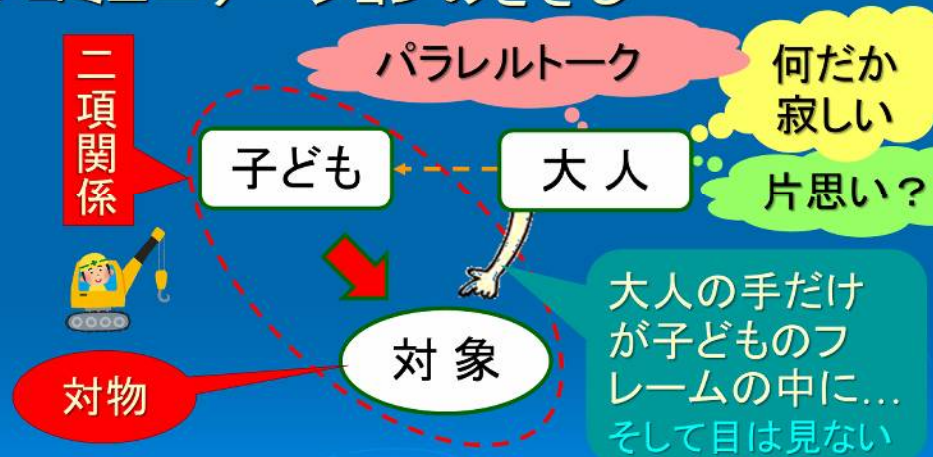 二項関係
パラレルトーク
何だか
寂しい
子ども
大人
片思い？
対象
対物
大人の手だけ
が子どものフ
レームの中に…
そして目は見ない